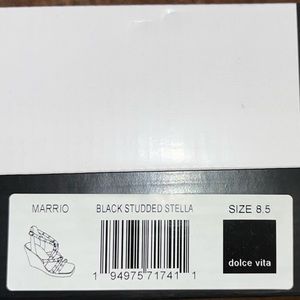 MARRIO BLACK STUDDED STELLA SIZE 8.5
dolce vita
1 94975 71741 1